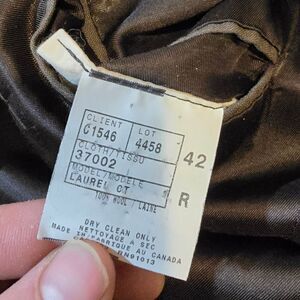 CLIENT LOT
C1546 4458
CLOTH/TISSU
37002 42
MODEL/MODELE
LAUREL CT R
100% WOOL / LAINE
DRY CLEAN ONLY
NETTOYAGE A SEC
MADE IN/FABRIQUE AU CANADA
RN91013